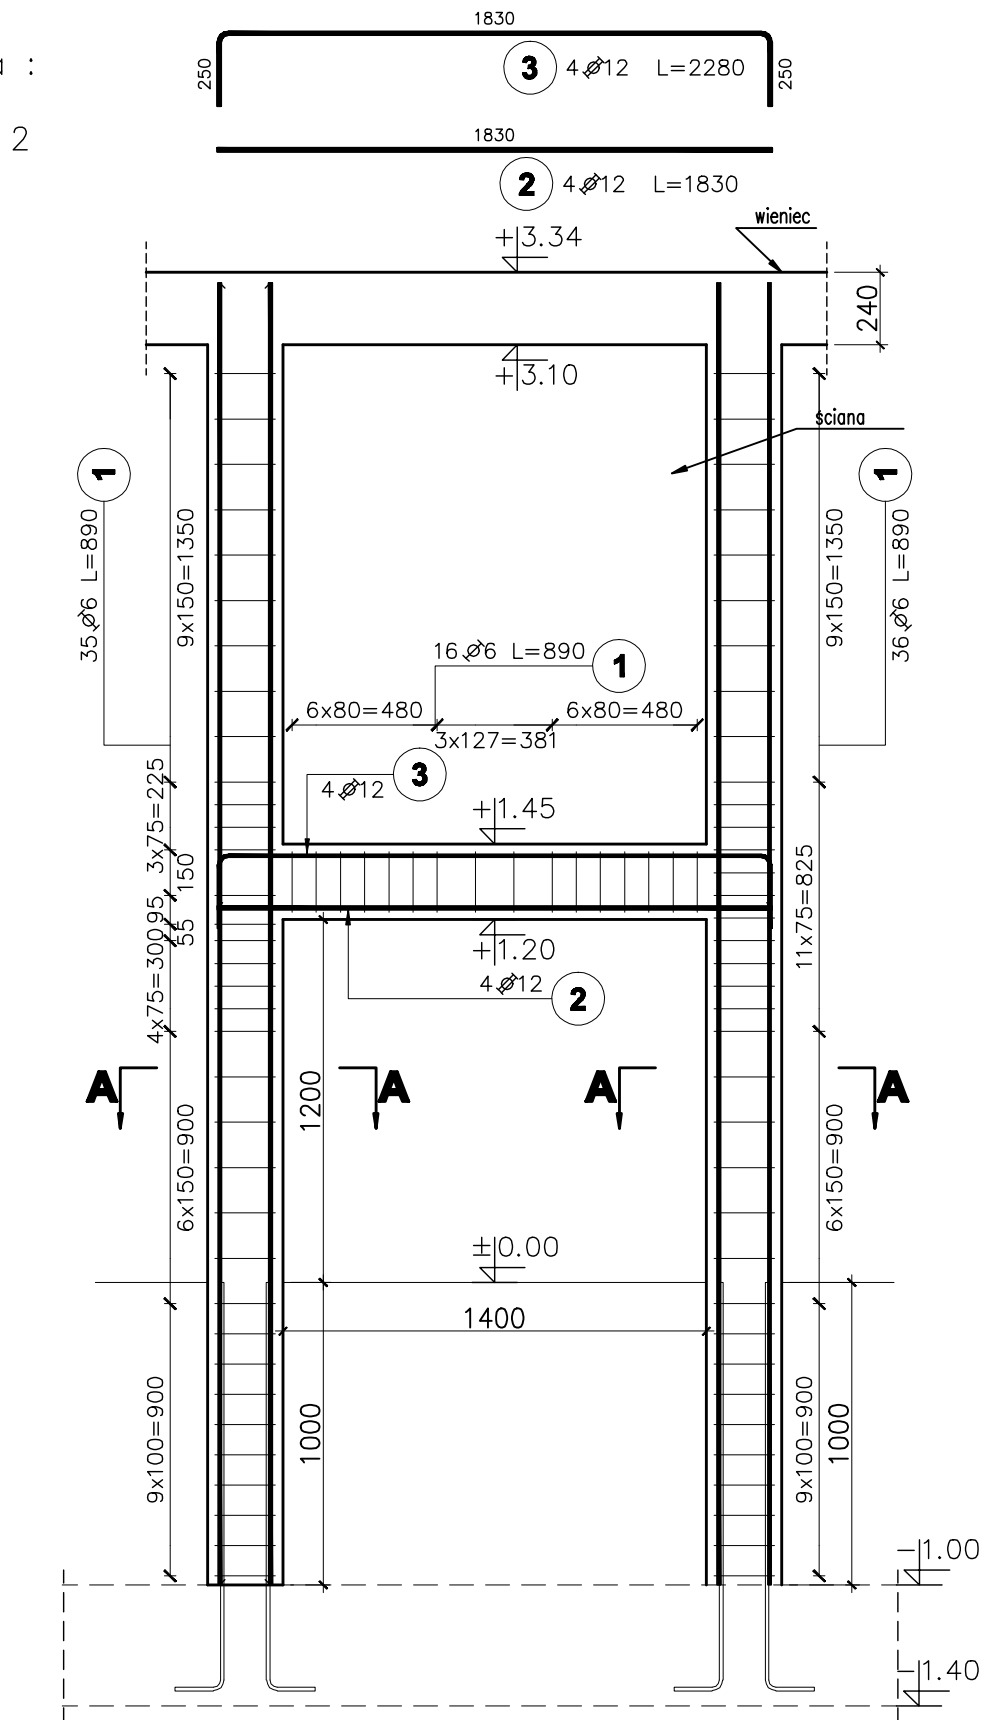 1830
250
3 4⌀12 L=2280
250
:
2
1830
2 4⌀12 L=1830
wieniec
+3.34
240
+3.10
ściana
1
1
35⌀6 L=890
9x150=1350
9x150=1350
36⌀6 L=890
16⌀6 L=890 1
6x80=480
6x80=480
3x127=381
3
4⌀12
+1.45
3x75=225
150
95
55
4x75=300
11x75=825
+1.20
4⌀12
2
A A A A
1200
6x150=900
6x150=900
±0.00
1400
9x100=900
1000
9x100=900
1000
-1.00
-1.40